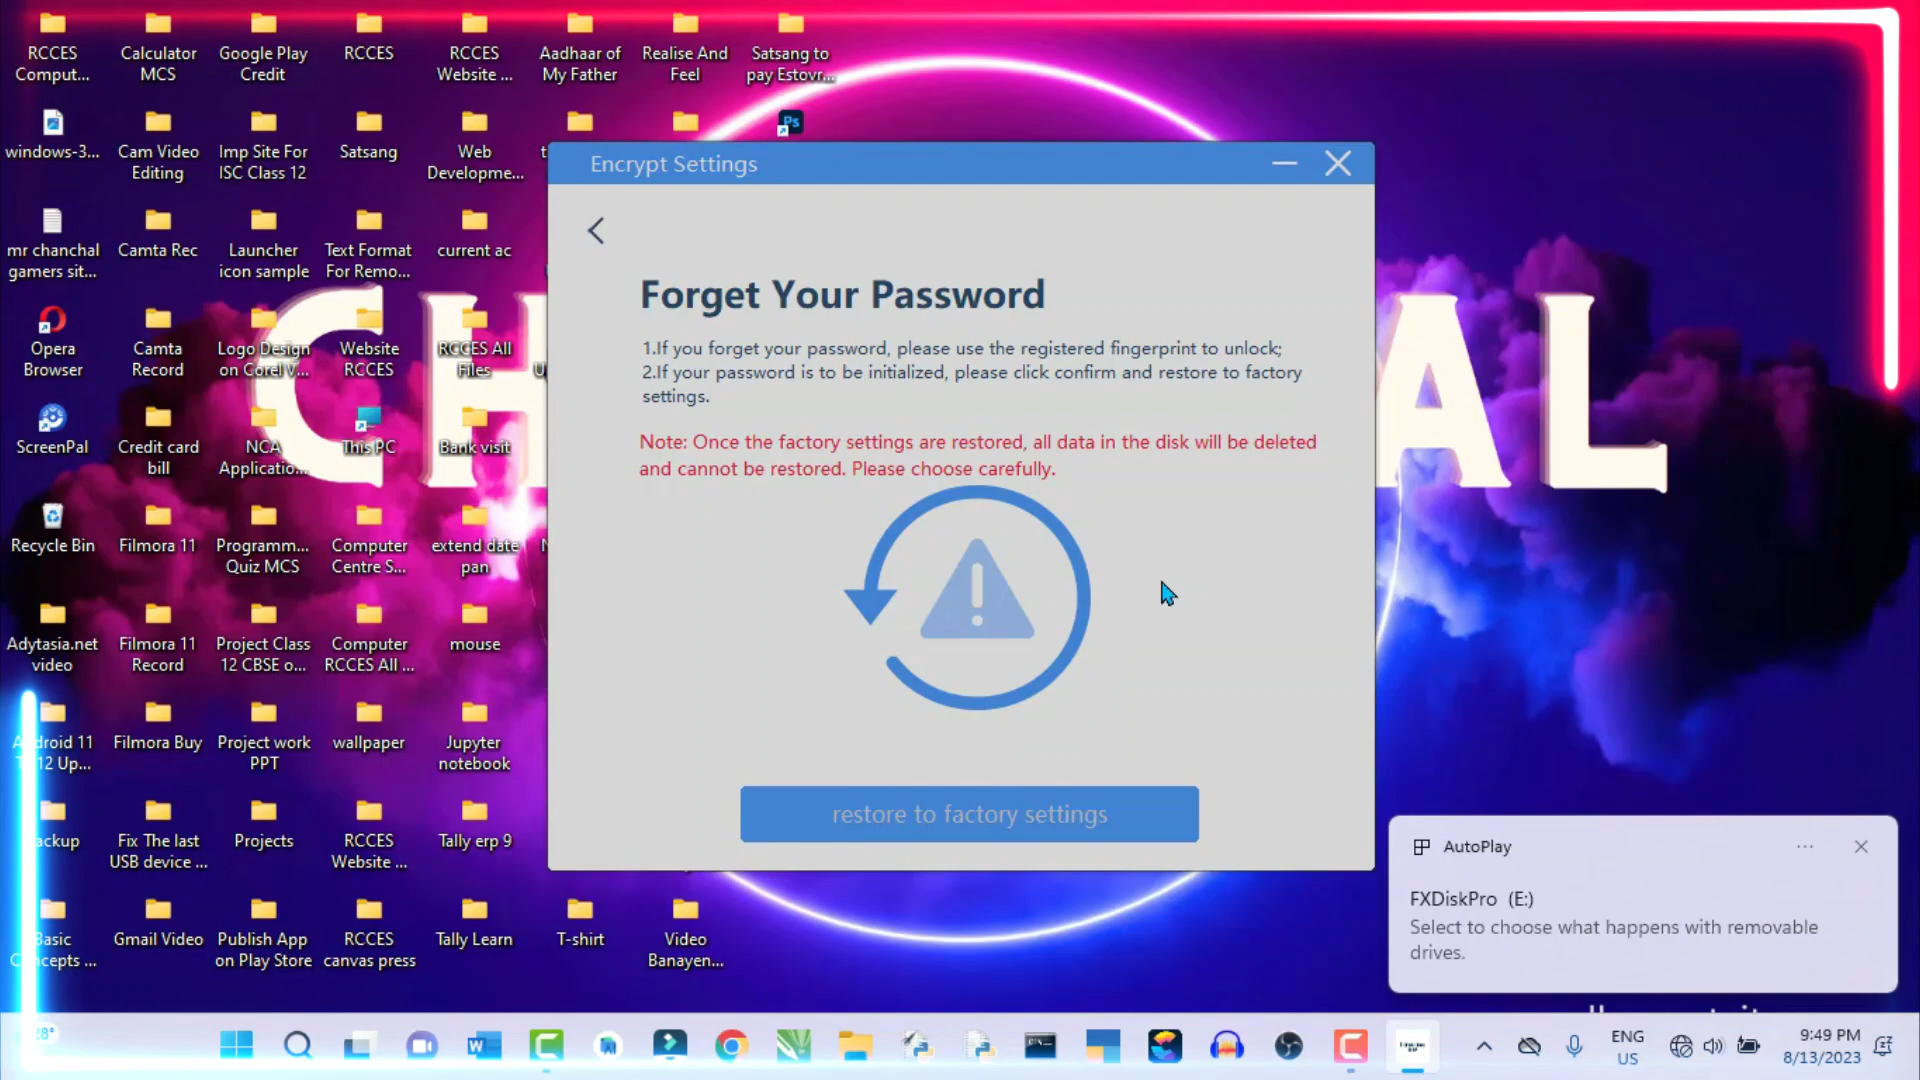 RCCES
Comput...
Calculator
MCS
Google Play
Credit
RCCES
RCCES
Website ...
Aadhaar of
My Father
Realise And
Feel
Satsang to
pay Estovr...
windows-3...
Cam Video
Editing
Imp Site For
ISC Class 12
Satsang
Web
Developme...
Ps
mr chanchal
gamers sit...
Camta Rec
Launcher
icon sample
Text Format
For Remo...
current ac
Opera
Browser
Camta
Record
Logo Design
on Corel V...
Website
RCCES
RCCES All
Files
ScreenPal
Credit card
bill
NCA
Applicatio...
This PC
Bank visit
Recycle Bin
Filmora 11
Programm...
Quiz MCS
Computer
Centre S...
extend date
pan
Adytasia.net
video
Filmora 11
Record
Project Class
12 CBSE o...
Computer
RCCES All ...
mouse
Filmora Buy
Project work
PPT
wallpaper
Jupyter
notebook
Fix The last
USB device ...
Projects
RCCES
Website ...
Tally erp 9
Gmail Video
Publish App
on Play Store
RCCES
canvas press
Tally Learn
T-shirt
Video
Banayen...
Encrypt Settings
Forget Your Password
1.If you forget your password, please use the registered fingerprint to unlock;
2.If your password is to be initialized, please click confirm and restore to factory
settings.
Note: Once the factory settings are restored, all data in the disk will be deleted
and cannot be restored. Please choose carefully.
restore to factory settings
CH
AL
AutoPlay
FXDiskPro (E:)
Select to choose what happens with removable
drives.
28°
ENG
US
9:49 PM
8/13/2023